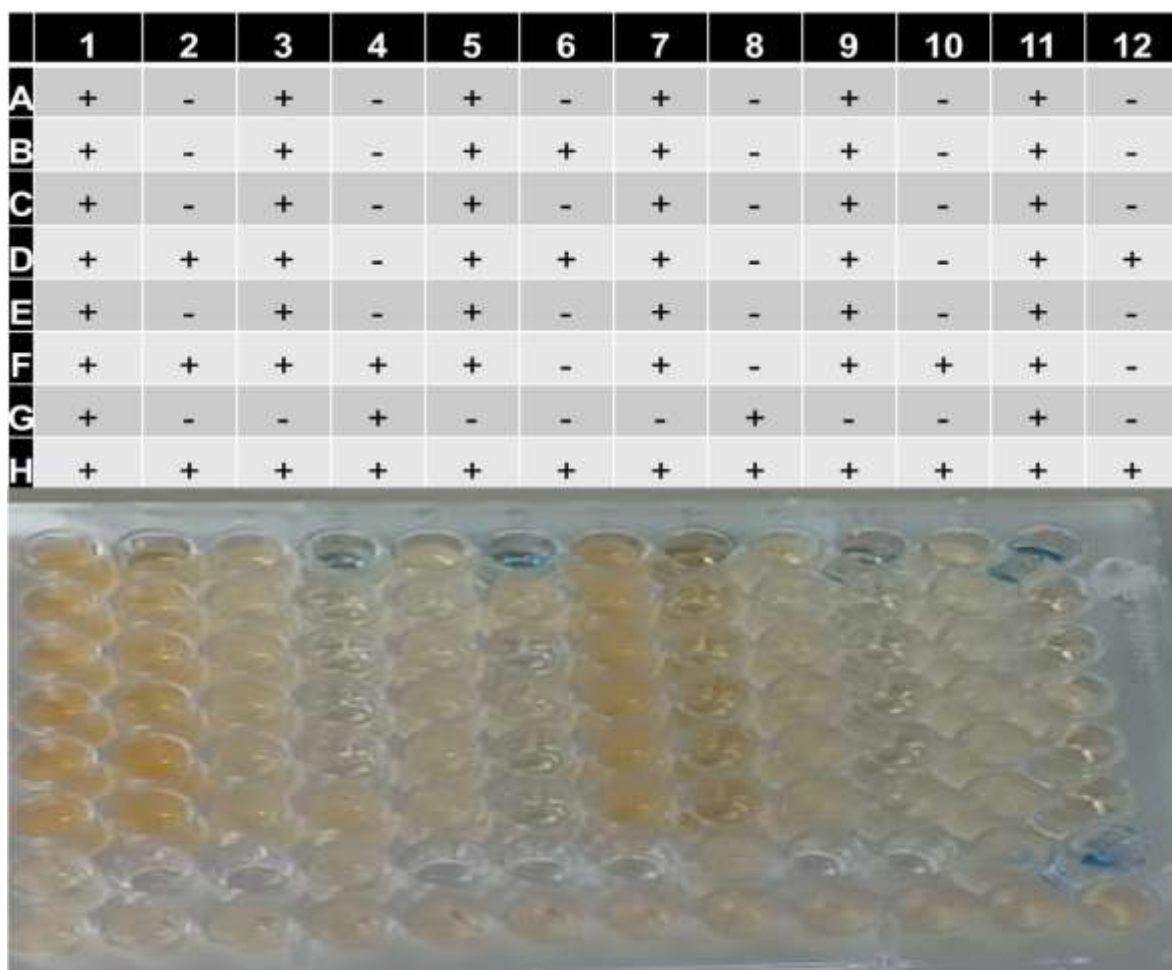 1 2 3 4 5 6 7 8 9 10 11 12
A + - + - + - + - + - + -
B + - + - + + + - + - + -
C + - + - + - + - + - + -
D + + + - + + + - + - + +
E + - + - + - + - + - + -
F + + + + + - + - + + + -
G + - - + - - - + - - + -
H + + + + + + + + + + + +